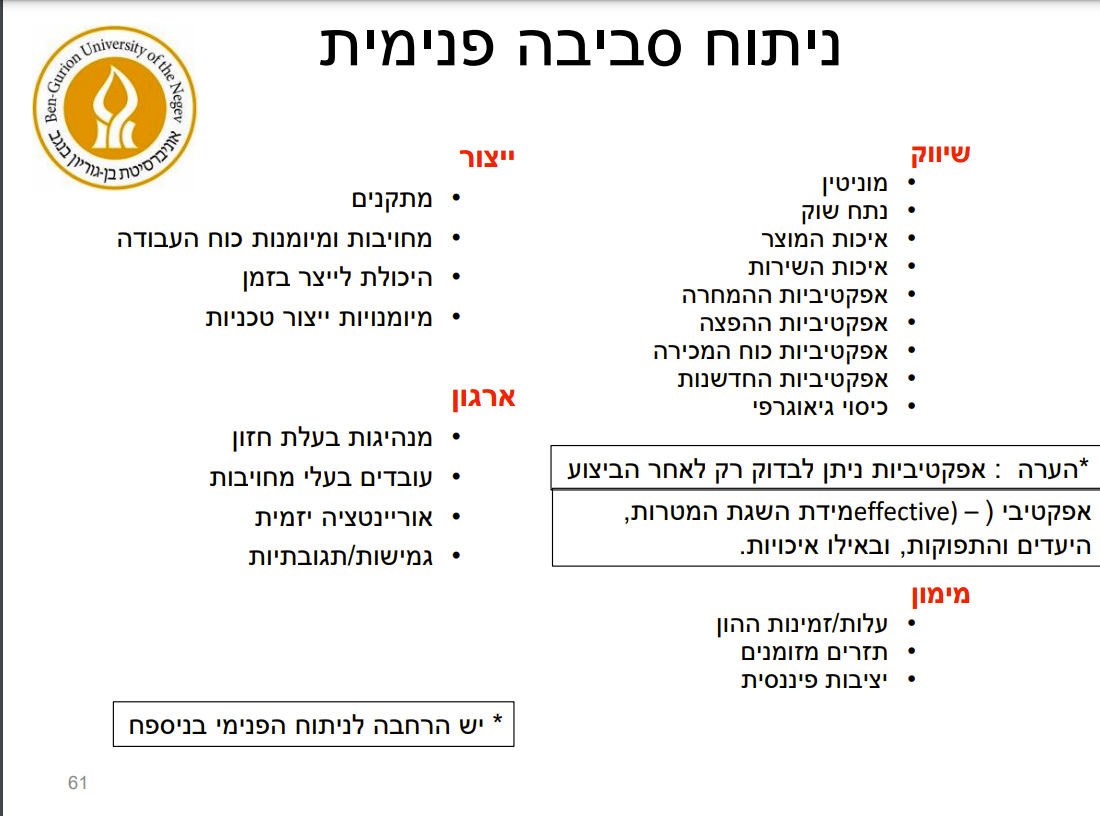 ניתוח סביבה פנימית
Ben-Gurion University of the Negev
אוניברסיטת בן-גוריון בנגב
שיווק
• מוניטין
• נתח שוק
• איכות המוצר
• איכות השירות
• אפקטיביות ההמחרה
• אפקטיביות ההפצה
• אפקטיביות כוח המכירה
• אפקטיביות החדשנות
• כיסוי גיאוגרפי
*הערה : אפקטיביות ניתן לבדוק רק לאחר הביצוע
אפקטיבי ( – (effectiveמידת השגת המטרות,
היעדים והתפוקות, ובאילו איכויות.
מימון
• עלות/זמינות ההון
• תזרים מזומנים
• יציבות פיננסית
ייצור
• מתקנים
• מחויבות ומיומנות כוח העבודה
• היכולת לייצר בזמן
• מיומנויות ייצור טכניות
ארגון
• מנהיגות בעלת חזון
• עובדים בעלי מחויבות
• אוריינטציה יזמית
• גמישות/תגובתיות
* יש הרחבה לניתוח הפנימי בניספח
61